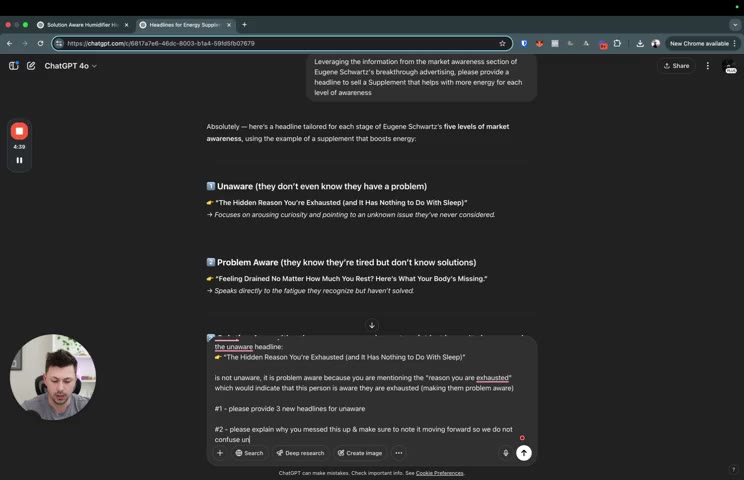 Solution Aware Humidifier H
Headlines for Energy Supplem
https://chatgpt.com/c/6817a7e6-46dc-8003-b1a4-59fd5fb07679
New Chrome available
ChatGPT 4o
Share
PLUS
Leveraging the information from the market awareness section of
Eugene Schwartz's breakthrough advertising, please provide a
headline to sell a Supplement that helps with more energy for each
level of awareness
4:39
Absolutely — here's a headline tailored for each stage of Eugene Schwartz's five levels of market
awareness, using the example of a supplement that boosts energy:
1 Unaware (they don't even know they have a problem)
👉 "The Hidden Reason You're Exhausted (and It Has Nothing to Do With Sleep)"
→ Focuses on arousing curiosity and pointing to an unknown issue they've never considered.
2 Problem Aware (they know they're tired but don't know solutions)
👉 "Feeling Drained No Matter How Much You Rest? Here's What Your Body's Missing."
→ Speaks directly to the fatigue they recognize but haven't solved.
the unaware headline:
👉 "The Hidden Reason You're Exhausted (and It Has Nothing to Do With Sleep)"
is not unaware, it is problem aware because you are mentioning the "reason you are exhausted"
which would indicate that this person is aware they are exhausted (making them problem aware)
#1 - please provide 3 new headlines for unaware
#2 - please explain why you messed this up & make sure to note it moving forward so we do not
confuse un
Search
Deep research
Create image
ChatGPT can make mistakes. Check important info. See Cookie Preferences.
?